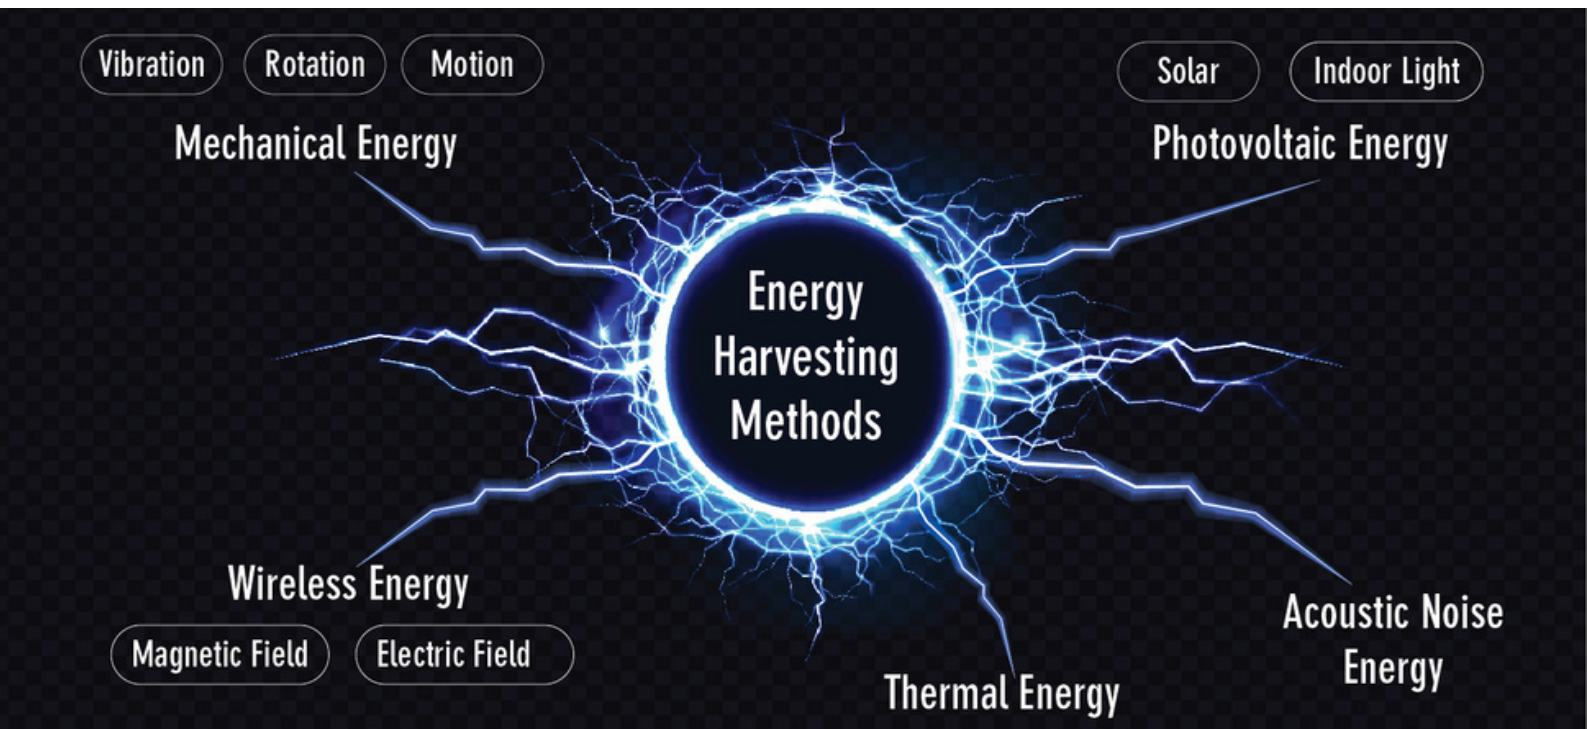 Vibration
Rotation
Motion
Mechanical Energy
Solar
Indoor Light
Photovoltaic Energy
Energy
Harvesting
Methods
Wireless Energy
Magnetic Field
Electric Field
Thermal Energy
Acoustic Noise
Energy